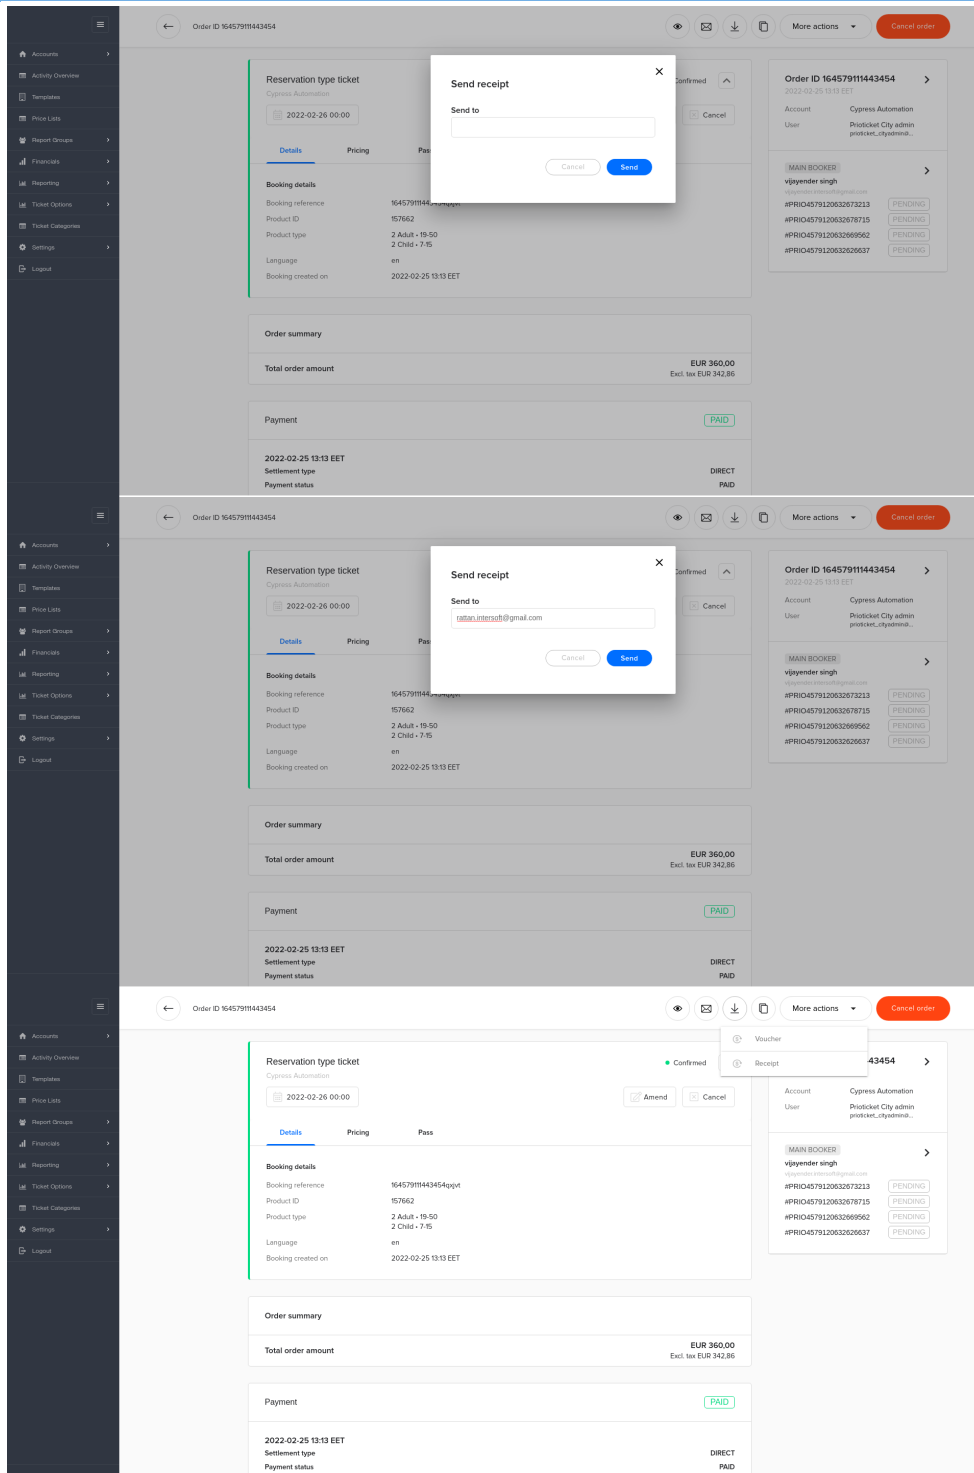 Order ID 164579111443454
More actions
Cancel order
Accounts
Activity Overview
Templates
Price Lists
Report Groups
Financials
Reporting
Ticket Options
Ticket Categories
Settings
Logout
Reservation type ticket
Cypress Automation
2022-02-26 00:00
Confirmed
Cancel
Details
Pricing
Pas
Send receipt
Send to
Cancel
Send
Booking details
Booking reference
Product ID
157662
Product type
2 Adult • 19-50
2 Child • 7-15
Language
en
Booking created on
2022-02-25 13:13 EET
Order ID 164579111443454
2022-02-25 13:13 EET
Account
Cypress Automation
User
Prioticket City admin
prioticket_cityadmin@...
MAIN BOOKER
vijayender singh
vijayender.intersoft@gmail.com
#PRIO4579120632673213 PENDING
#PRIO4579120632678715 PENDING
#PRIO4579120632669562 PENDING
#PRIO4579120632626637 PENDING
Order summary
Total order amount
EUR 360,00
Excl. tax EUR 342,86
Payment
PAID
2022-02-25 13:13 EET
Settlement type
DIRECT
Payment status
PAID
Order ID 164579111443454
More actions
Cancel order
Accounts
Activity Overview
Templates
Price Lists
Report Groups
Financials
Reporting
Ticket Options
Ticket Categories
Settings
Logout
Reservation type ticket
Cypress Automation
2022-02-26 00:00
Confirmed
Cancel
Details
Pricing
Pas
Send receipt
Send to
rattan.intersoft@gmail.com
Cancel
Send
Booking details
Booking reference
Product ID
157662
Product type
2 Adult • 19-50
2 Child • 7-15
Language
en
Booking created on
2022-02-25 13:13 EET
Order ID 164579111443454
2022-02-25 13:13 EET
Account
Cypress Automation
User
Prioticket City admin
prioticket_cityadmin@...
MAIN BOOKER
vijayender singh
vijayender.intersoft@gmail.com
#PRIO4579120632673213 PENDING
#PRIO4579120632678715 PENDING
#PRIO4579120632669562 PENDING
#PRIO4579120632626637 PENDING
Order summary
Total order amount
EUR 360,00
Excl. tax EUR 342,86
Payment
PAID
2022-02-25 13:13 EET
Settlement type
DIRECT
Payment status
PAID
Order ID 164579111443454
More actions
Cancel order
Voucher
Receipt
Accounts
Activity Overview
Templates
Price Lists
Report Groups
Financials
Reporting
Ticket Options
Ticket Categories
Settings
Logout
Reservation type ticket
Cypress Automation
2022-02-26 00:00
Confirmed
Amend
Cancel
Details
Pricing
Pass
Booking details
Booking reference
164579111443454qxjvt
Product ID
157662
Product type
2 Adult • 19-50
2 Child • 7-15
Language
en
Booking created on
2022-02-25 13:13 EET
43454
Account
Cypress Automation
User
Prioticket City admin
prioticket_cityadmin@...
MAIN BOOKER
vijayender singh
vijayender.intersoft@gmail.com
#PRIO4579120632673213 PENDING
#PRIO4579120632678715 PENDING
#PRIO4579120632669562 PENDING
#PRIO4579120632626637 PENDING
Order summary
Total order amount
EUR 360,00
Excl. tax EUR 342,86
Payment
PAID
2022-02-25 13:13 EET
Settlement type
DIRECT
Payment status
PAID